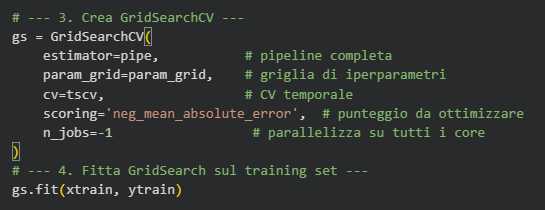 # --- 3. Crea GridSearchCV ---
gs = GridSearchCV(
    estimator=pipe,           # pipeline completa
    param_grid=param_grid,    # griglia di iperparametri
    cv=tscv,                  # CV temporale
    scoring='neg_mean_absolute_error',  # punteggio da ottimizzare
    n_jobs=-1                 # parallelizza su tutti i core
)
# --- 4. Fitta GridSearch sul training set ---
gs.fit(xtrain, ytrain)